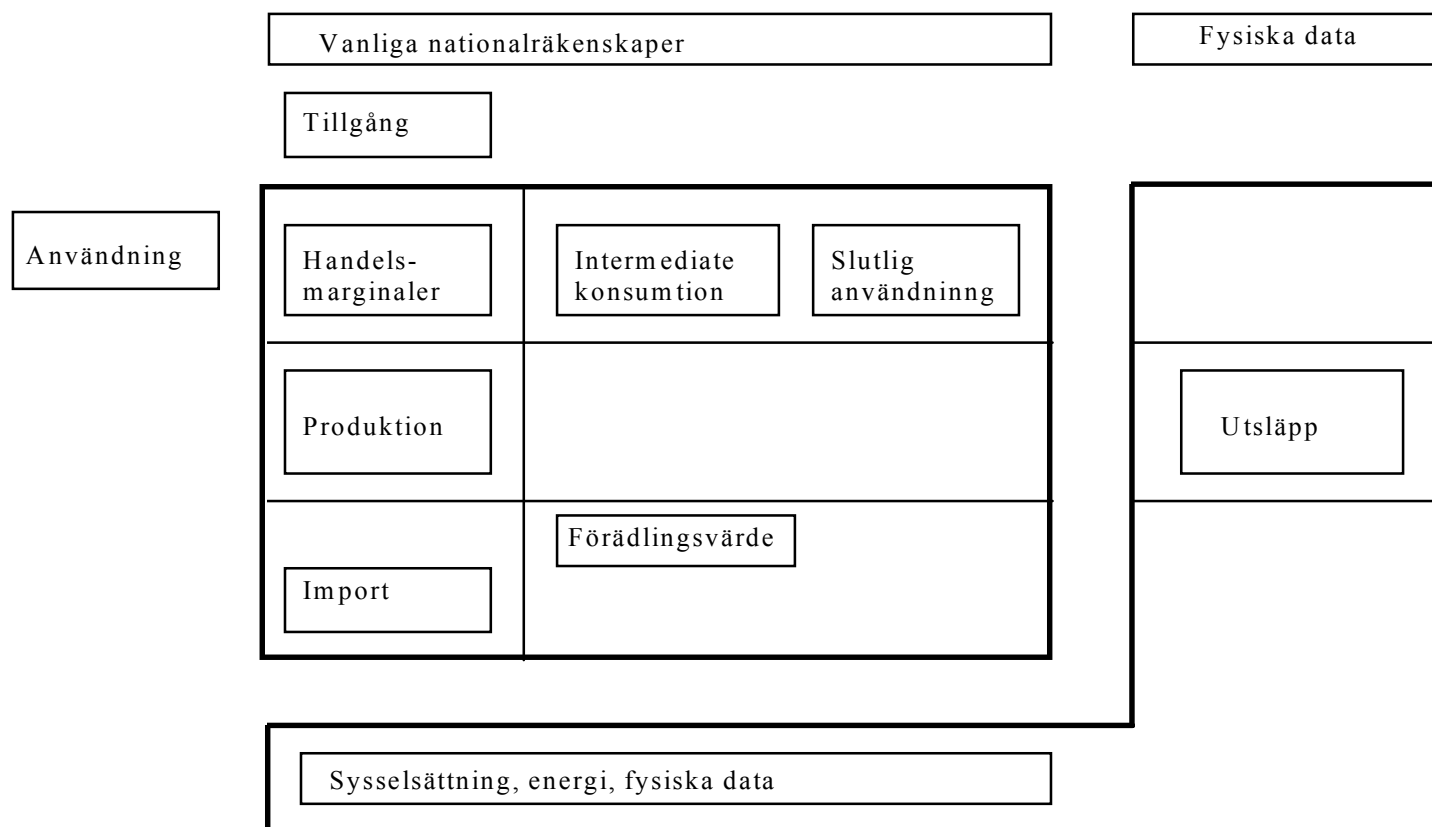 Vanliga nationalräkenskaper
Fysiska data
Tillgång
Användning
Handels-
marginaler
Intermediate
konsumtion
Slutlig
användninng
Produktion
Utsläpp
Förädlingsvärde
Import
Sysselsättning, energi, fysiska data